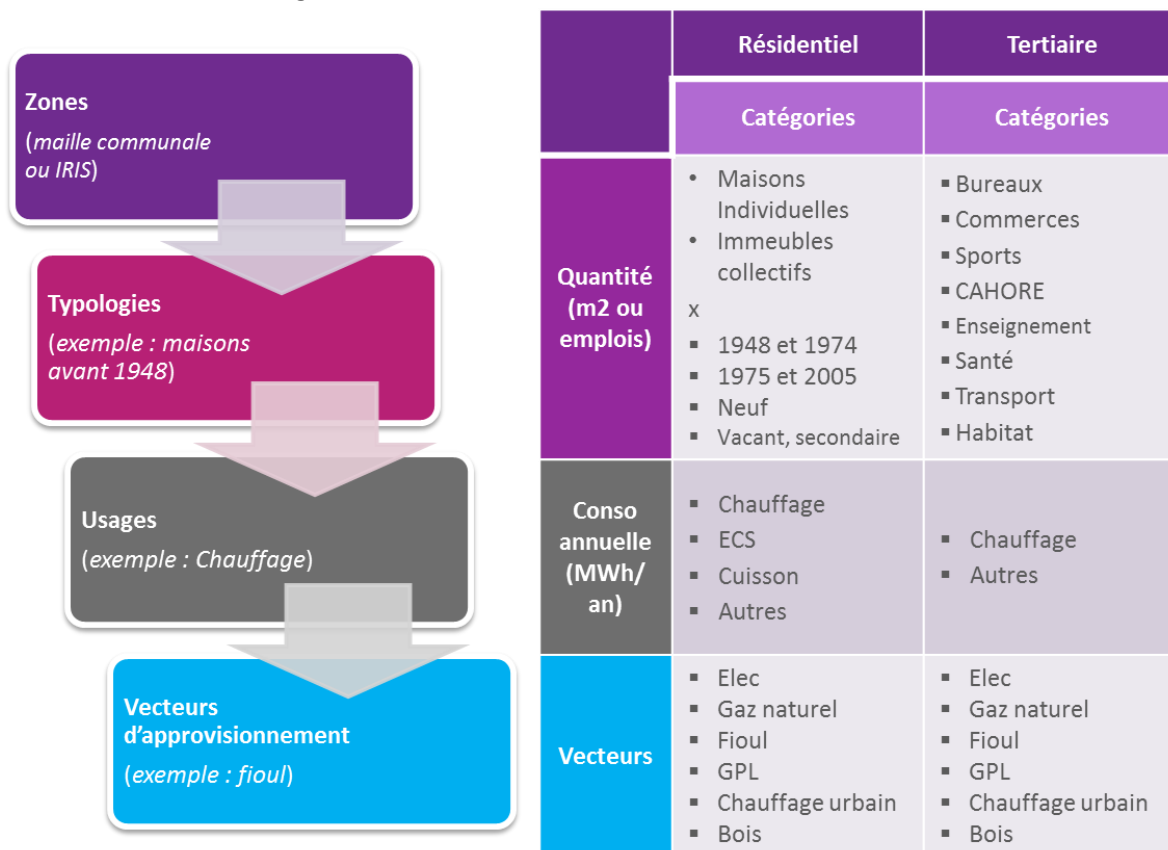 Zones
(maille communale
ou IRIS)
Typologies
(exemple : maisons
avant 1948)
Usages
(exemple : Chauffage)
Vecteurs
d’approvisionnement
(exemple : fioul)
Résidentiel
Tertiaire
Catégories
Catégories
Quantité
(m2 ou
emplois)
• Maisons
Individuelles
• Immeubles
collectifs
x
▪ 1948 et 1974
▪ 1975 et 2005
▪ Neuf
▪ Vacant, secondaire
▪ Bureaux
▪ Commerces
▪ Sports
▪ CAHORE
▪ Enseignement
▪ Santé
▪ Transport
▪ Habitat
Conso
annuelle
(MWh/
an)
▪ Chauffage
▪ ECS
▪ Cuisson
▪ Autres
▪ Chauffage
▪ Autres
Vecteurs
▪ Elec
▪ Gaz naturel
▪ Fioul
▪ GPL
▪ Chauffage urbain
▪ Bois
▪ Elec
▪ Gaz naturel
▪ Fioul
▪ GPL
▪ Chauffage urbain
▪ Bois